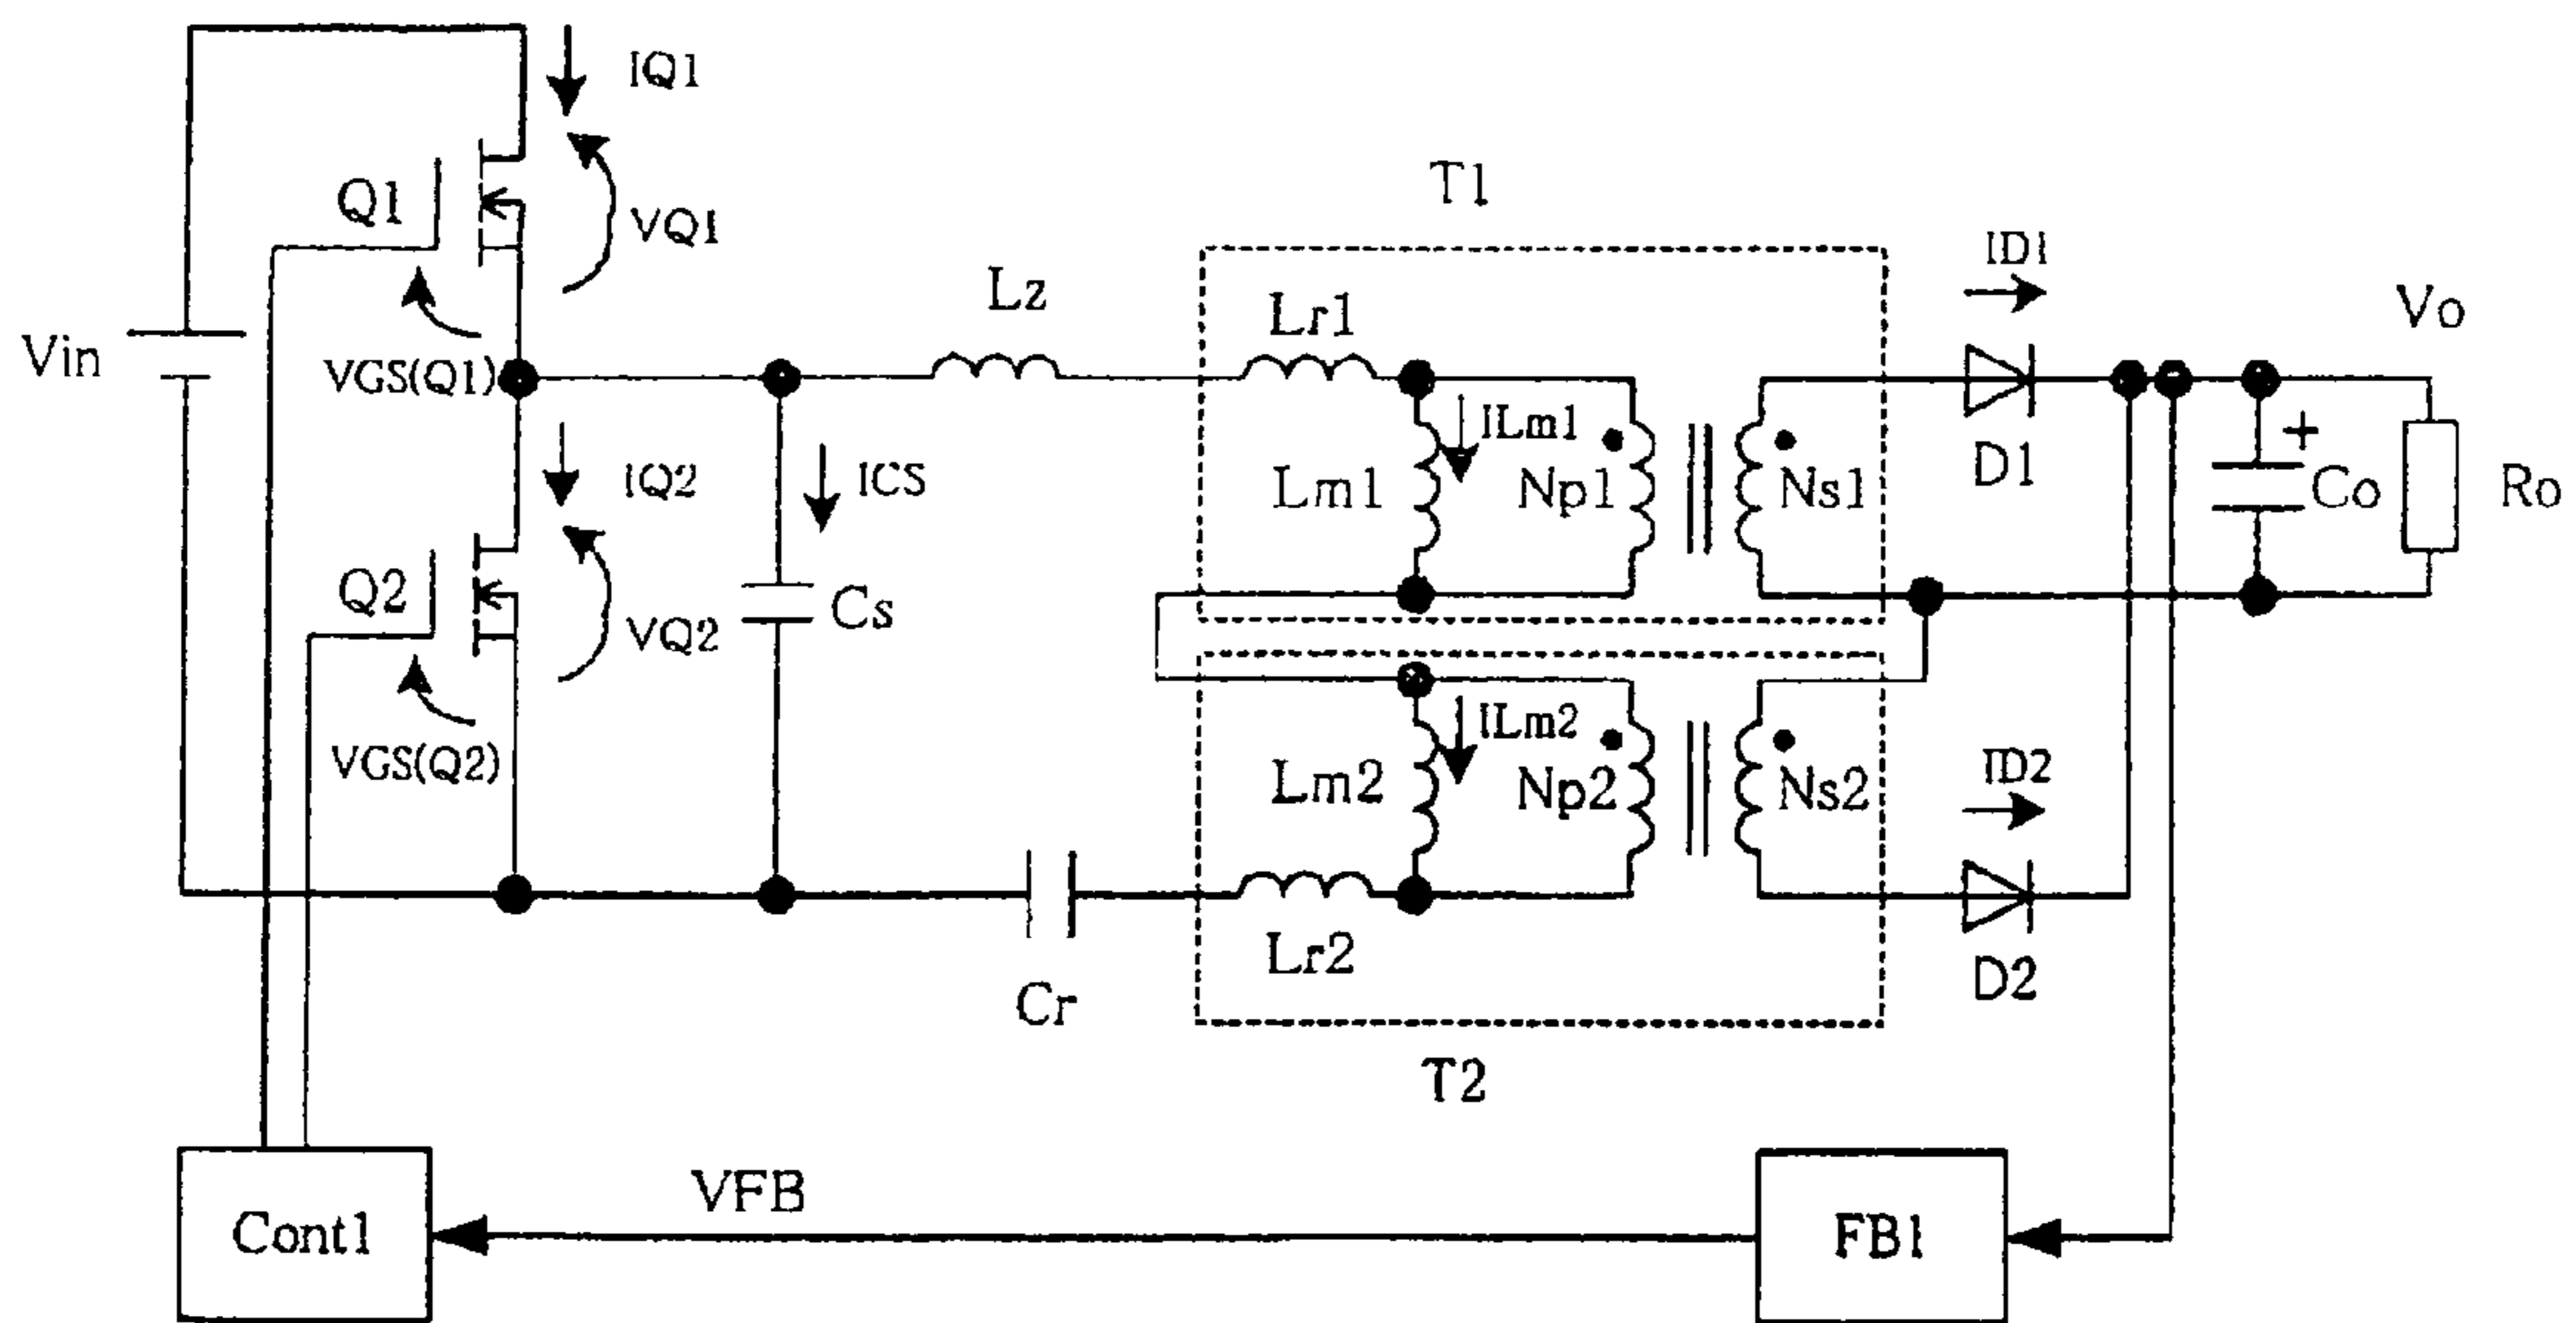 IQ1
T1
Q1
VQ1
ID1
Lz
Lr1
Vo
Vin
VGS(Q1)
ILm1
IQ2
ICS
Lm1
Np1
Ns1
D1
+
Co
Ro
Q2
VQ2
Cs
VGS(Q2)
ILm2
Lm2
Np2
Ns2
ID2
Lr2
Cr
D2
T2
VFB
Cont1
FB1